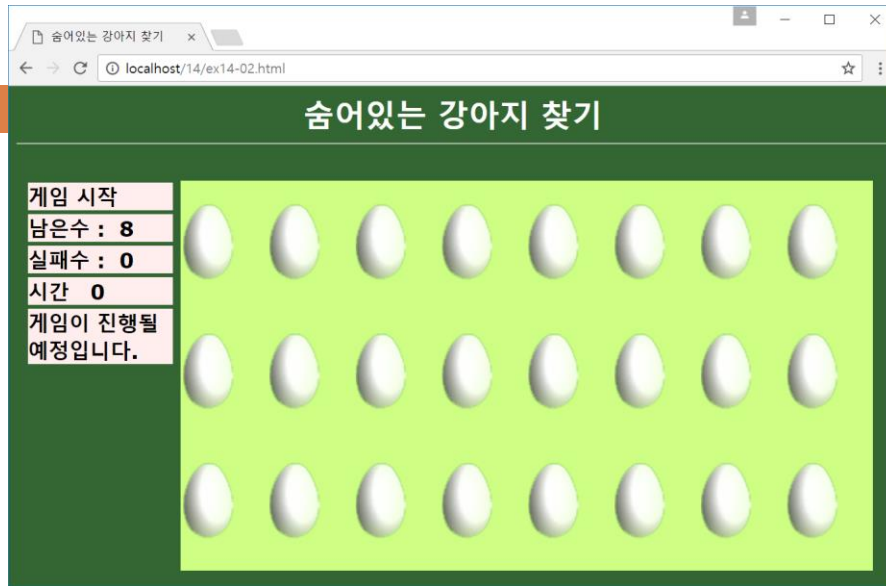 숨어있는 강아지 찾기
localhost/14/ex14-02.html
숨어있는 강아지 찾기
게임 시작
남은수 : 8
실패수 : 0
시간 0
게임이 진행될
예정입니다.